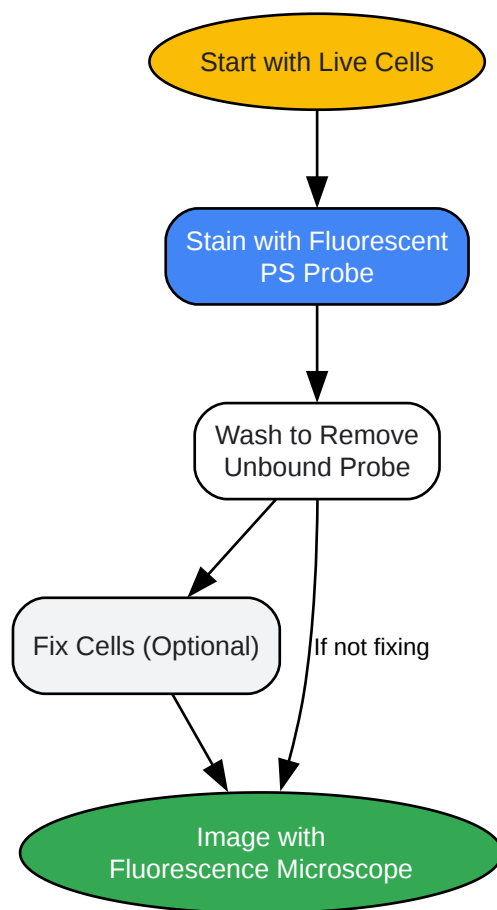 Start with Live Cells
Stain with Fluorescent
PS Probe
Wash to Remove
Unbound Probe
Fix Cells (Optional)
If not fixing
Image with
Fluorescence Microscope